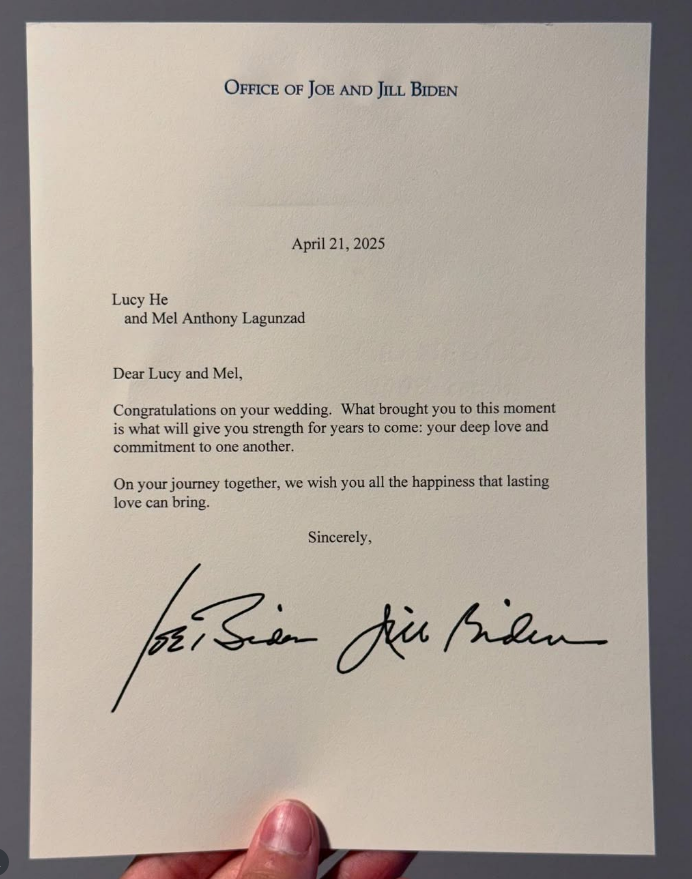 OFFICE OF JOE AND JILL BIDEN
April 21, 2025
Lucy He
and Mel Anthony Lagunzad
Dear Lucy and Mel,
Congratulations on your wedding.  What brought you to this moment
is what will give you strength for years to come: your deep love and
commitment to one another.
On your journey together, we wish you all the happiness that lasting
love can bring.
Sincerely,
Joe Biden Jill Biden